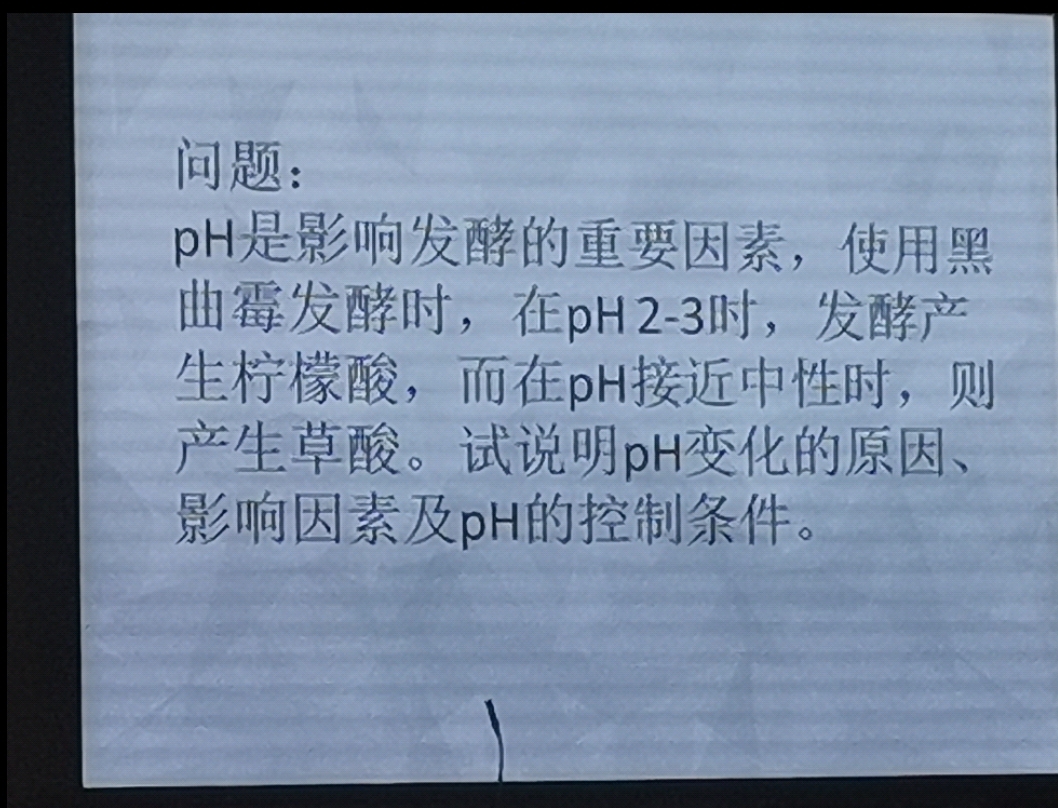 问题：
pH是影响发酵的重要因素，使用黑
曲霉发酵时，在pH 2-3时，发酵产
生柠檬酸，而在pH接近中性时，则
产生草酸。试说明pH变化的原因、
影响因素及pH的控制条件。